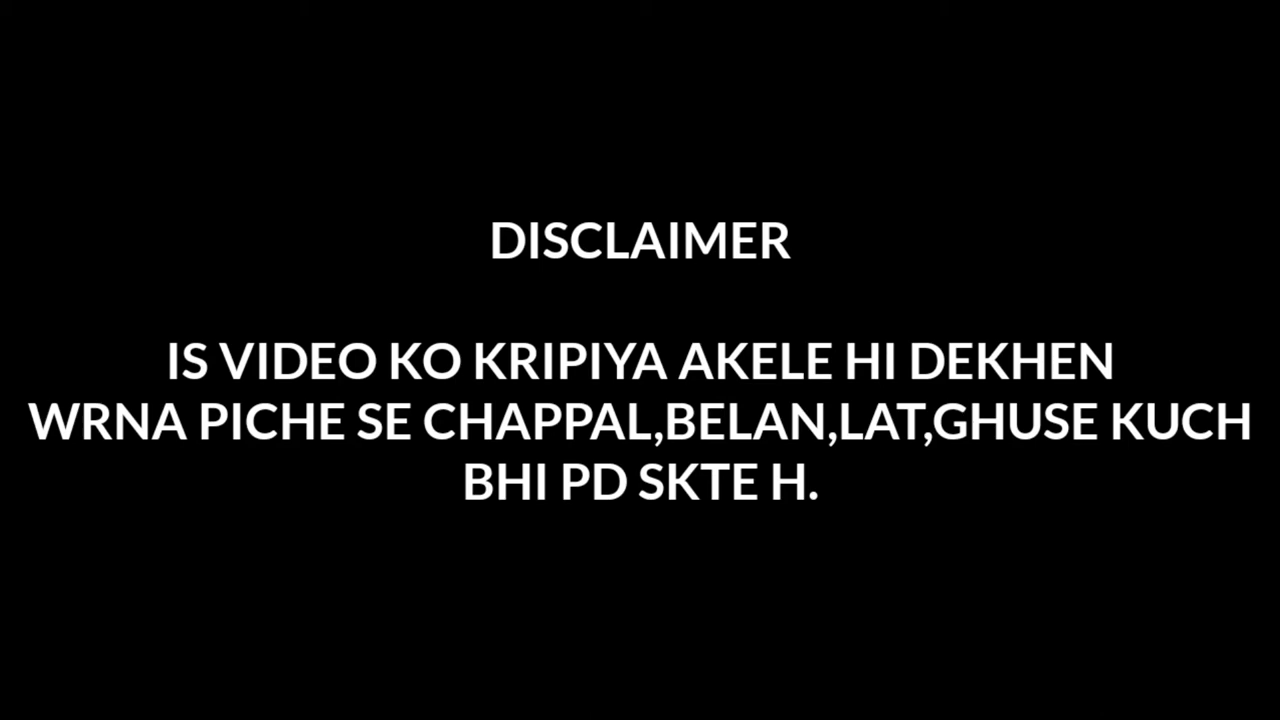 DISCLAIMER
IS VIDEO KO KRIPIYA AKELE HI DEKHEN
WRNA PICHE SE CHAPPAL,BELAN,LAT,GHUSE KUCH
BHI PD SKTE H.